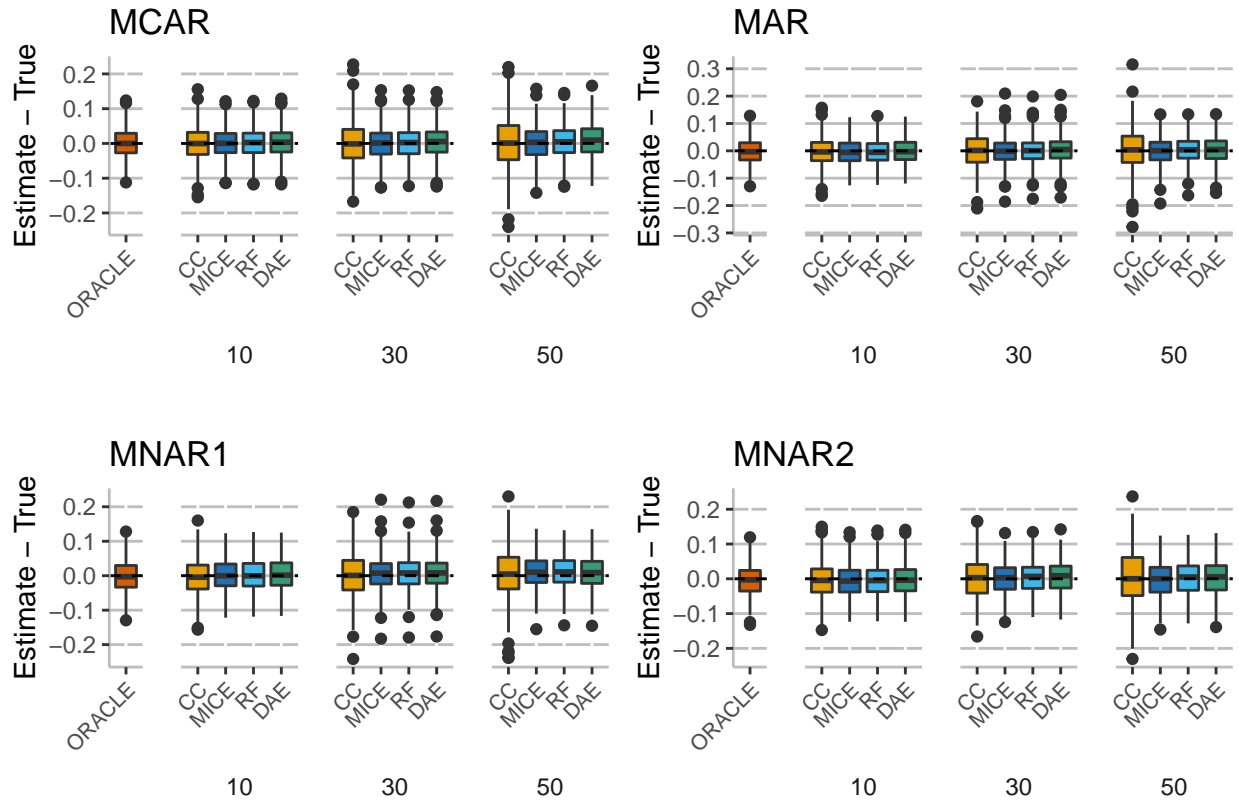 MCAR
Estimate − True
0.2
0.1
0.0
−0.1
−0.2
ORACLE
CC
MICE
RF
DAE
CC
MICE
RF
DAE
CC
MICE
RF
DAE
10
30
50
MAR
Estimate − True
0.3
0.2
0.1
0.0
−0.1
−0.2
−0.3
ORACLE
CC
MICE
RF
DAE
CC
MICE
RF
DAE
CC
MICE
RF
DAE
10
30
50
MNAR1
Estimate − True
0.2
0.1
0.0
−0.1
−0.2
ORACLE
CC
MICE
RF
DAE
CC
MICE
RF
DAE
CC
MICE
RF
DAE
10
30
50
MNAR2
Estimate − True
0.2
0.1
0.0
−0.1
−0.2
ORACLE
CC
MICE
RF
DAE
CC
MICE
RF
DAE
CC
MICE
RF
DAE
10
30
50